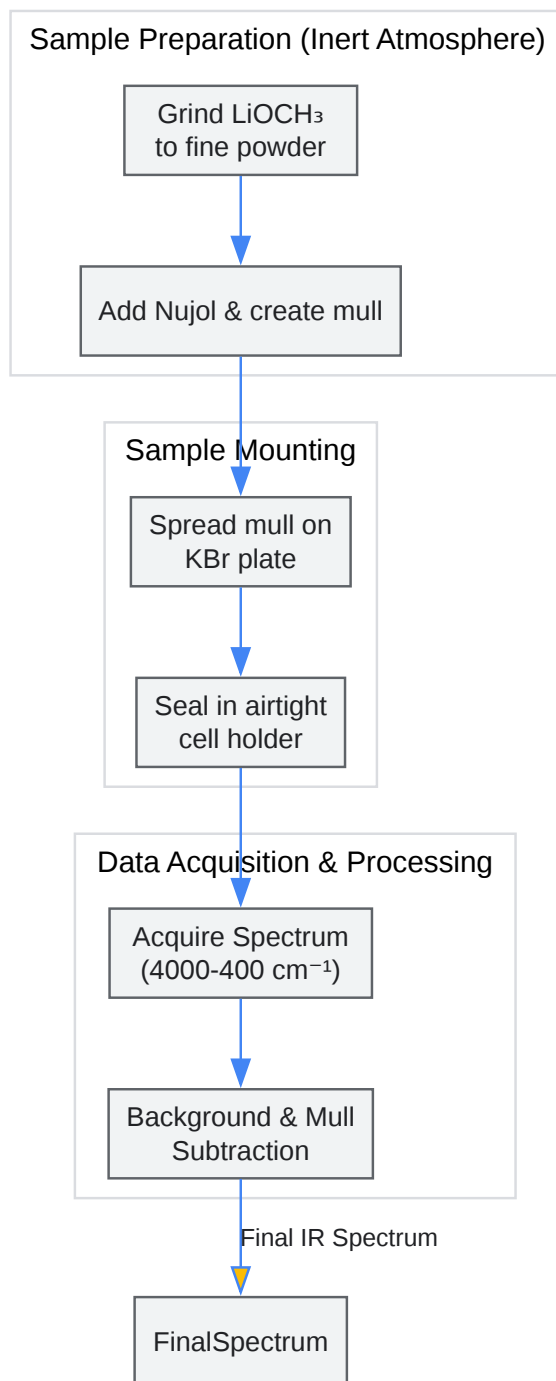 Sample Preparation (Inert Atmosphere)
Grind LiOCH₃
to fine powder
Add Nujol & create mull
Sample Mounting
Spread mull on
KBr plate
Seal in airtight
cell holder
Data Acquisition & Processing
Acquire Spectrum
(4000-400 cm⁻¹)
Background & Mull
Subtraction
Final IR Spectrum
FinalSpectrum